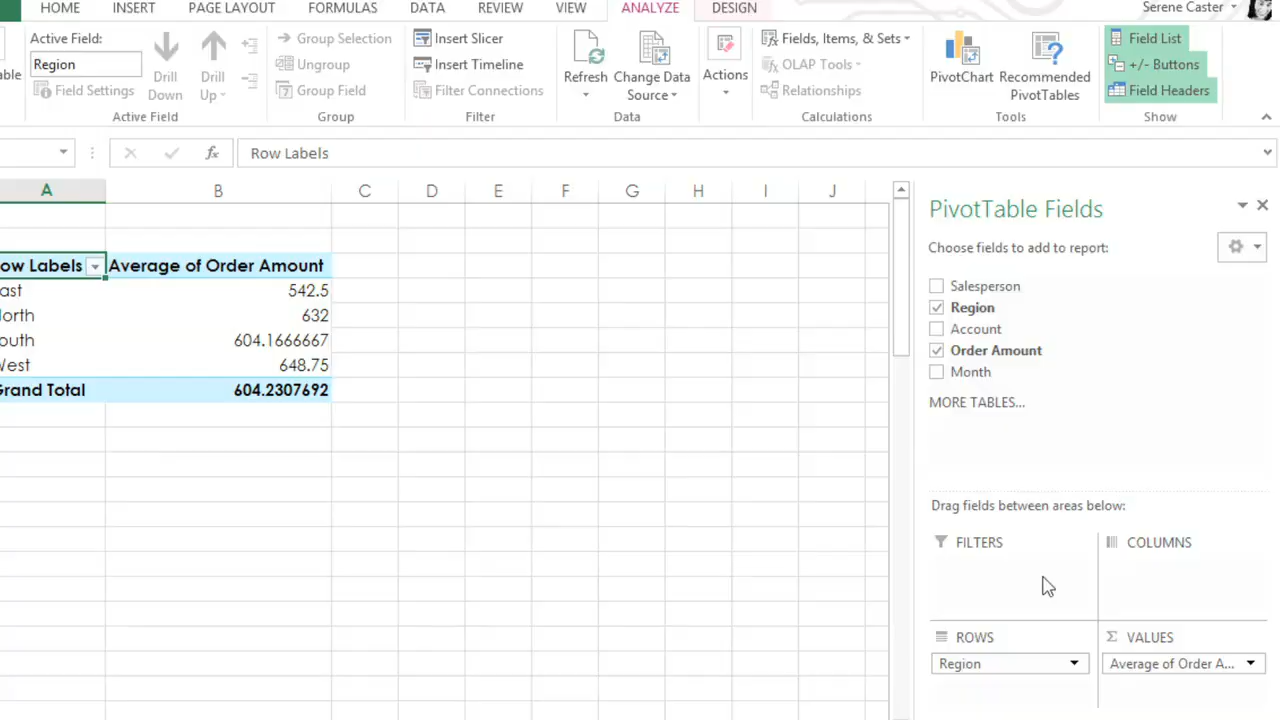 HOME INSERT PAGE LAYOUT FORMULAS DATA REVIEW VIEW ANALYZE DESIGN Serene Caster
Active Field:
Region
Field Settings
Drill
Down
Drill
Up
Active Field
Group Selection
Ungroup
Group Field
Group
Insert Slicer
Insert Timeline
Filter Connections
Filter
Refresh
Change Data
Source
Data
Actions
Fields, Items, & Sets
OLAP Tools
Relationships
Calculations
PivotChart
Recommended
PivotTables
Tools
Field List
+/- Buttons
Field Headers
Show
fx Row Labels
A B C D E F G H I J
ow Labels Average of Order Amount
ast 542.5
orth 632
outh 604.1666667
West 648.75
Grand Total 604.2307692
PivotTable Fields
Choose fields to add to report:
Salesperson
Region
Account
Order Amount
Month
MORE TABLES...
Drag fields between areas below:
FILTERS
COLUMNS
ROWS
Region
Σ VALUES
Average of Order A...